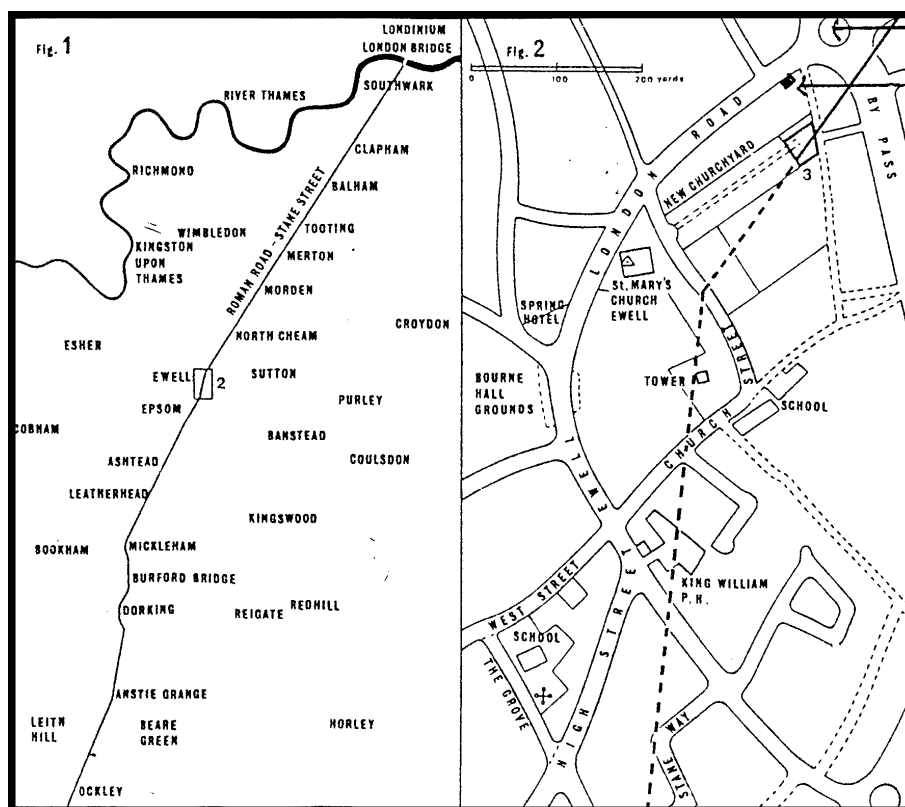 Fig. 1
LONDINIUM
LONDON BRIDGE
SOUTHWARK
RIVER THAMES
CLAPHAM
RICHMOND
BALHAM
ROMAN ROAD - STANE STREET
WIMBLEDON
TOOTING
KINGSTON
UPON
THAMES
MERTON
MORDEN
NORTH CHEAM
CROYDON
ESHER
EWELL
2
SUTTON
EPSOM
PURLEY
COBHAM
BANSTEAD
ASHTEAD
COULSDON
LEATHERHEAD
KINGSWOOD
BOOKHAM
MICKLEHAM
BURFORD BRIDGE
DORKING
REIGATE
REDHILL
ANSTIE GRANGE
LEITH
HILL
BEARE
GREEN
HORLEY
OCKLEY
Fig. 2
0 100 200 yards
LONDON ROAD
BY PASS
NEW CHURCHYARD
3
LONDON
St. MARY'S
CHURCH
EWELL
SPRING
HOTEL
STREET
TOWER
BOURNE
HALL
GROUNDS
SCHOOL
CHURCH
EWELL
KING WILLIAM
P.H.
WEST STREET
SCHOOL
THE GROVE
HIGH STREET
STANE WAY